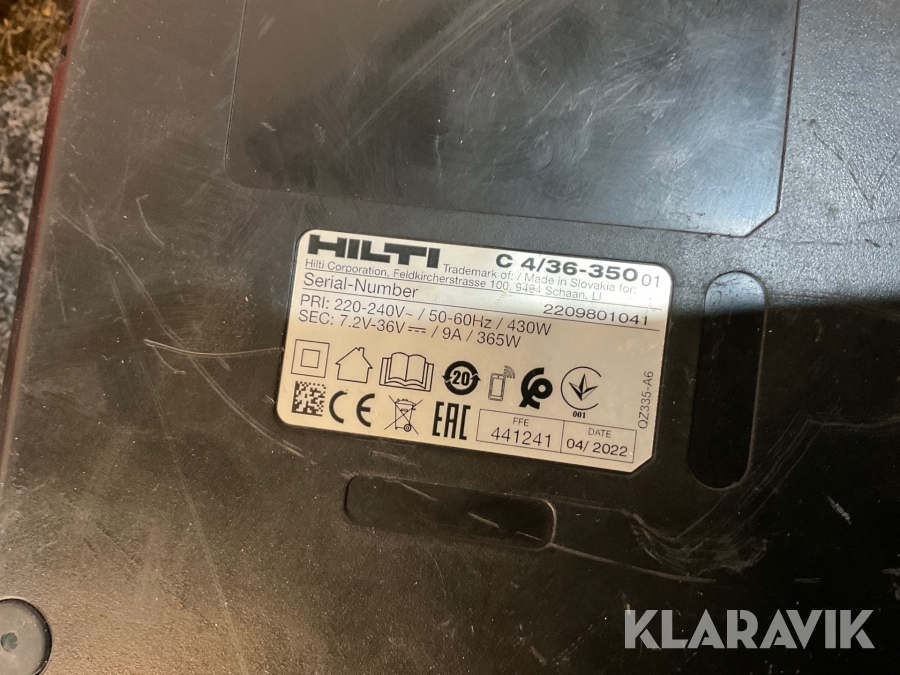 HILTI C 4/36-350 01
Trademark of: / Made in Slovakia for:
Hilti Corporation, Feldkircherstrasse 100, 9494 Schaan, LI
Serial-Number 2209801041
PRI: 220-240V~ / 50-60Hz / 430W
SEC: 7.2V-36V⎓ / 9A / 365W
20
001
CE EAC
FFE
441241
DATE
04/2022
QZ335-A6
KLARAVIK